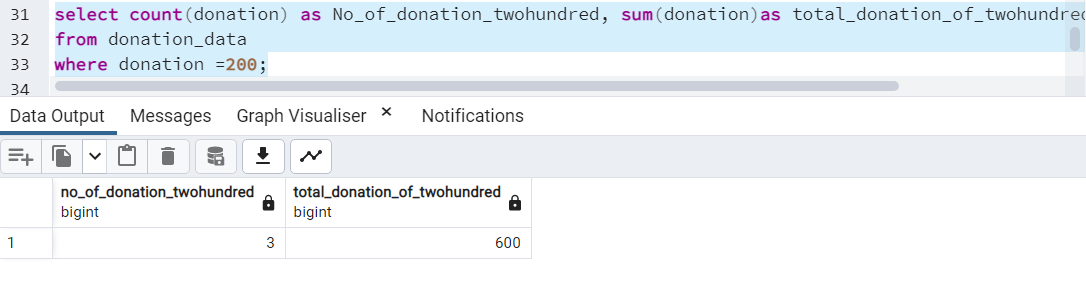 31 select count(donation) as No_of_donation_twohundred, sum(donation)as total_donation_of_twohundred
32 from donation_data
33 where donation =200;
34
Data Output Messages Graph Visualiser × Notifications
no_of_donation_twohundred total_donation_of_twohundred
bigint bigint
1 3 600